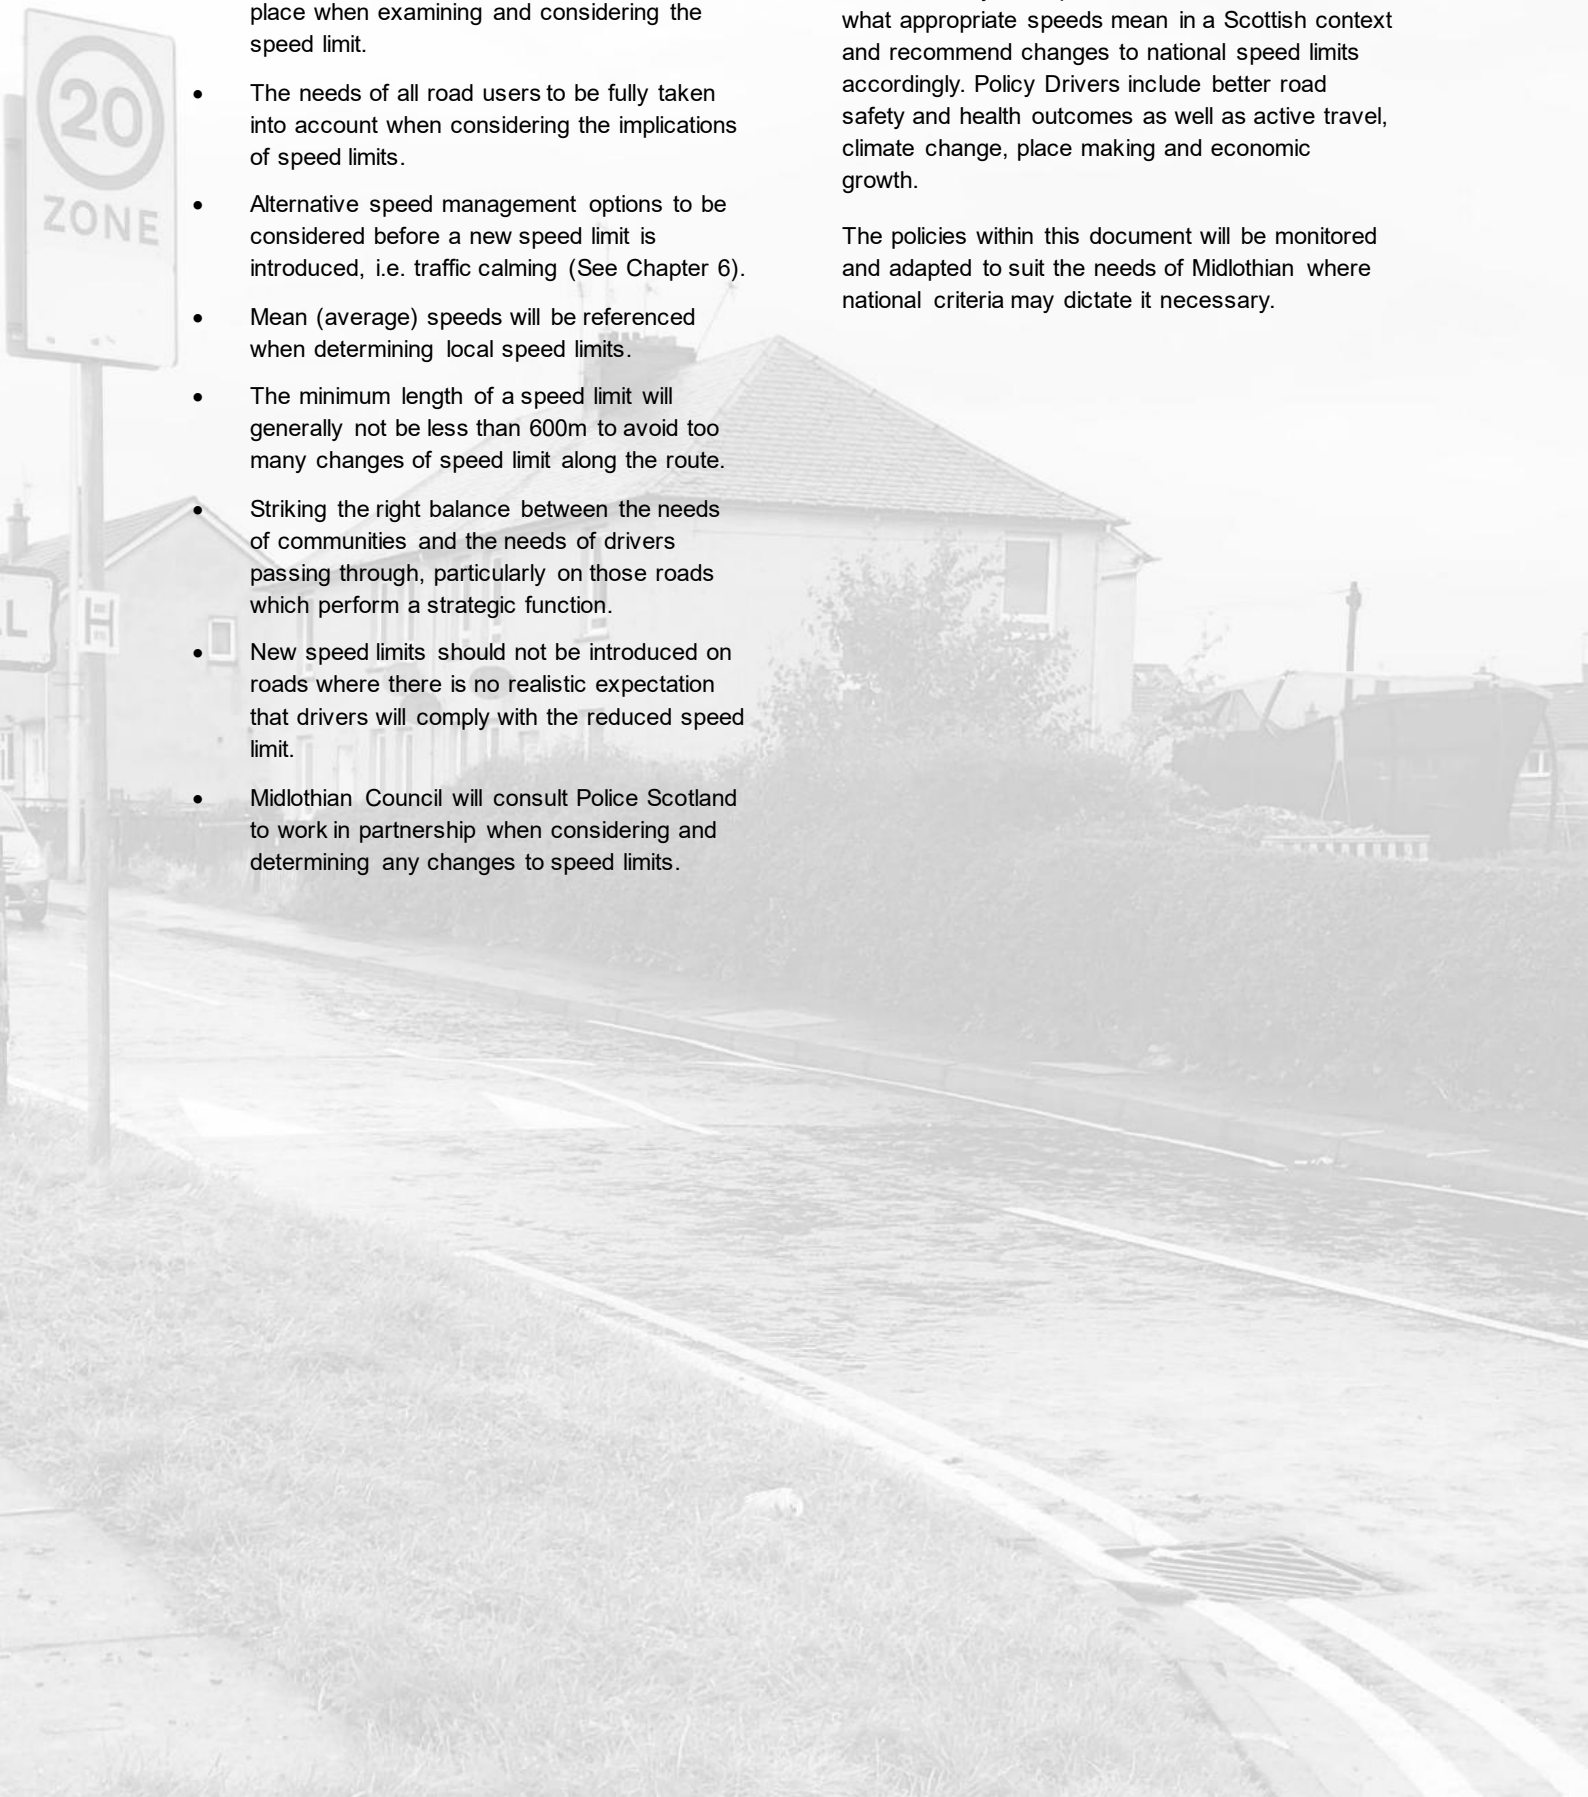 place when examining and considering the
speed limit.
• The needs of all road users to be fully taken
into account when considering the implications
of speed limits.
• Alternative speed management options to be
considered before a new speed limit is
introduced, i.e. traffic calming (See Chapter 6).
• Mean (average) speeds will be referenced
when determining local speed limits.
• The minimum length of a speed limit will
generally not be less than 600m to avoid too
many changes of speed limit along the route.
• Striking the right balance between the needs
of communities and the needs of drivers
passing through, particularly on those roads
which perform a strategic function.
• New speed limits should not be introduced on
roads where there is no realistic expectation
that drivers will comply with the reduced speed
limit.
• Midlothian Council will consult Police Scotland
to work in partnership when considering and
determining any changes to speed limits.
what appropriate speeds mean in a Scottish context
and recommend changes to national speed limits
accordingly. Policy Drivers include better road
safety and health outcomes as well as active travel,
climate change, place making and economic
growth.
The policies within this document will be monitored
and adapted to suit the needs of Midlothian where
national criteria may dictate it necessary.
20
ZONE
L
H